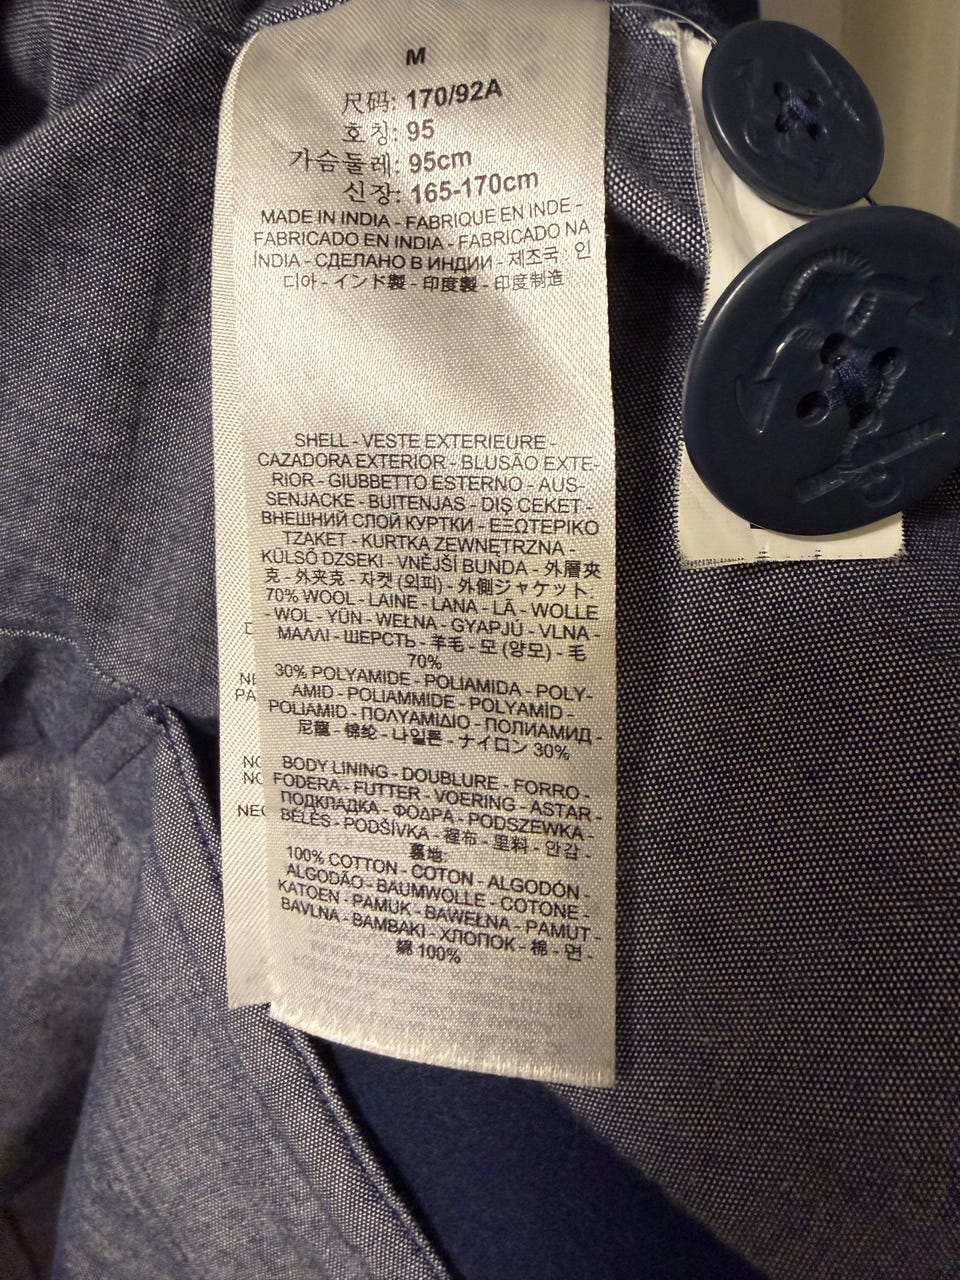 M
尺码: 170/92A
호칭: 95
가슴둘레: 95cm
신장: 165-170cm
MADE IN INDIA - FABRIQUE EN INDE -
FABRICADO EN INDIA - FABRICADO NA
INDIA - СДЕЛАНО В ИНДИИ - 제조국 인
디아 - インド製 - 印度製 - 印度制造
SHELL - VESTE EXTERIEURE -
CAZADORA EXTERIOR - BLUSÃO EXTE-
RIOR - GIUBBETTO ESTERNO - AUS-
SENJACKE - BUITENJAS - DIŞ CEKET -
ВНЕШНИЙ СЛОЙ КУРТКИ - ΕΞΩΤΕΡΙΚΟ
TZAKET - KURTKA ZEWNĘTRZNA -
KÜLSŐ DZSEKI - VNĚJŠÍ BUNDA - 外層夾
克 - 外来克 - 자켓 (외피) - 外側ジャケット:
70% WOOL - LAINE - LANA - LÃ - WOLLE
- WOL - YÜN - WEŁNA - GYAPJÚ - VLNA -
ΜΑΛΛΙ - ШЕРСТЬ - 羊毛 - 모 (양모) - 毛
70%
30% POLYAMIDE - POLIAMIDA - POLY-
AMID - POLIAMMIDE - POLYAMİD -
POLIAMID - ΠΟΛΥΑΜΙΔΙΟ - ПОЛИАМИД -
尼龍 - 锦纶 - 나일론 - ナイロン 30%
BODY LINING - DOUBLURE - FORRO -
FODERA - FUTTER - VOERING - ASTAR -
ПОДКЛАДКА - ΦΟΔΡΑ - PODSZEWKA -
BÉLÉS - PODŠÍVKA - 裡布 - 里料 - 안감 -
裏地:
100% COTTON - COTON - ALGODÓN -
ALGODÃO - BAUMWOLLE - COTONE -
KATOEN - PAMUK - BAWEŁNA - PAMUT -
BAVLNA - ΒΑΜΒΑΚΙ - ХЛОПОК - 棉 - 면 -
綿 100%